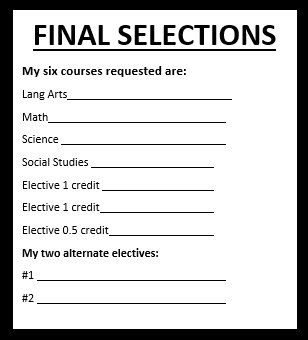 FINAL SELECTIONS
My six courses requested are:
Lang Arts
Math
Science
Social Studies
Elective 1 credit
Elective 1 credit
Elective 0.5 credit
My two alternate electives:
#1
#2